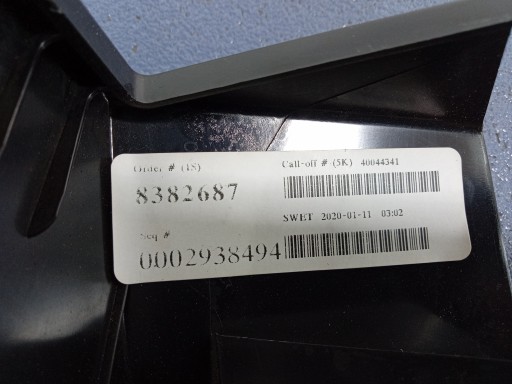 Order # (1S)
8382687
Call-off # (5K) 40044341
SWET 2020-01-11 03:02
Seq #
0002938494